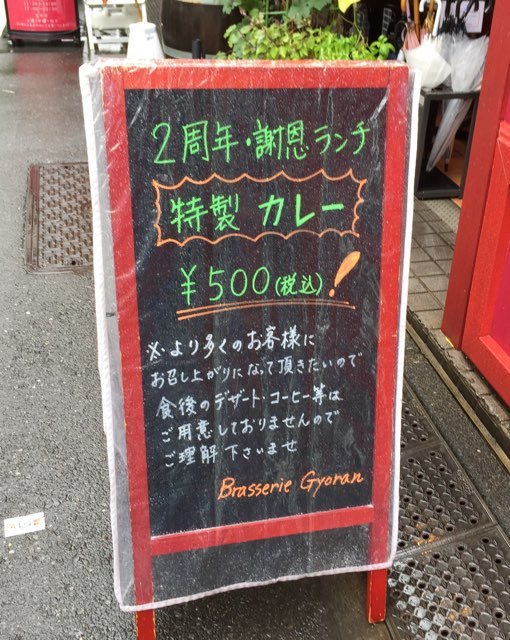 2周年・謝恩ランチ
特製 カレー
¥500(税込)!
※より多くのお客様に
お召し上がりになって頂きたいので
食後のデザート・コーヒー等は
ご用意しておりませんので
ご理解下さいませ
Brasserie Gyoran